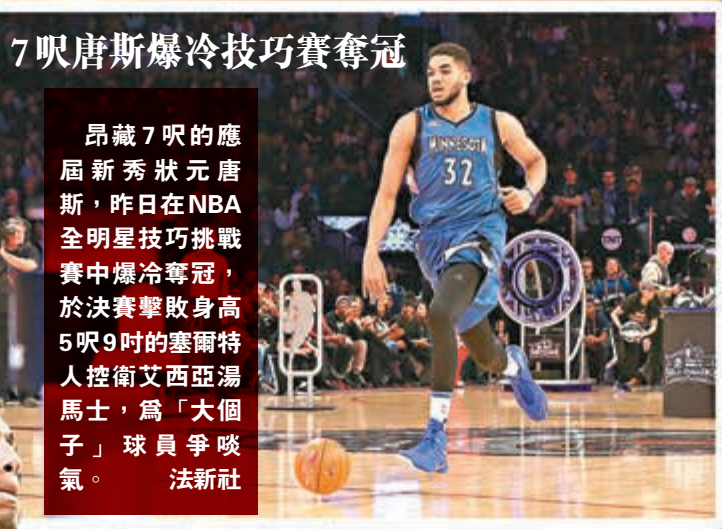 7呎唐斯爆冷技巧賽奪冠
昂藏7呎的應
屆新秀狀元唐
斯，昨日在NBA
全明星技巧挑戰
賽中爆冷奪冠，
於決賽擊敗身高
5呎9吋的塞爾特
人控衛艾西亞湯
馬士，爲「大個
子」球員爭啖
氣。 法新社
MINNESOTA
32
TNT